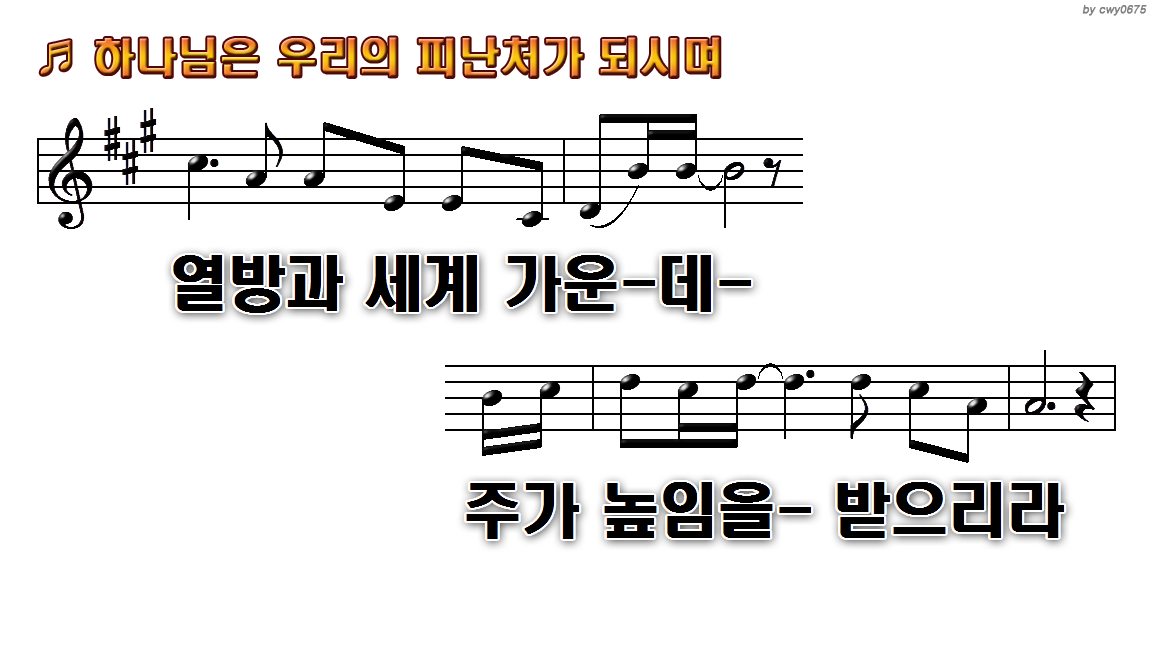 by cwy0675
♬ 하나님은 우리의 피난처가 되시며
열방과 세계 가운-데-
주가 높임을- 받으리라